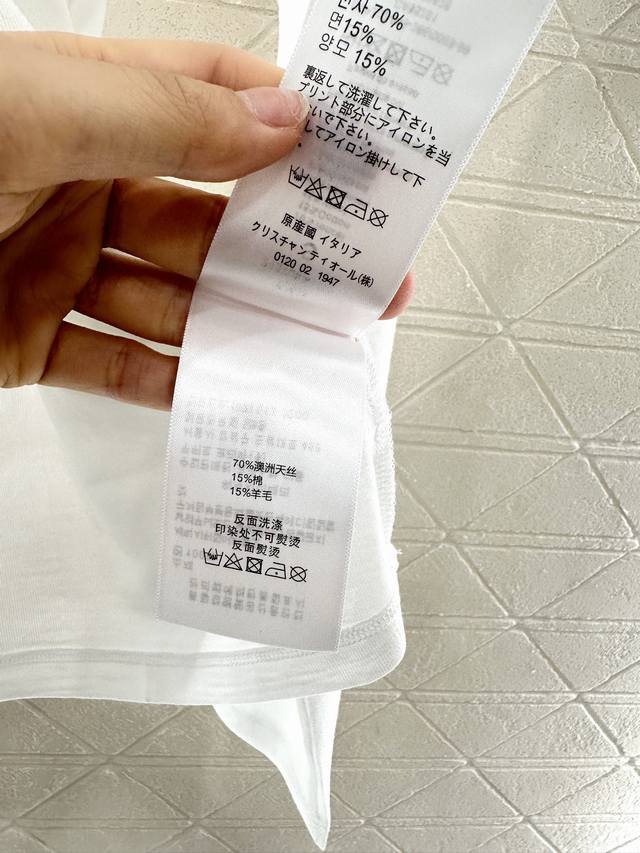 70%
면15%
양모 15%
裏返して洗濯して下さい。
プリント部分にアイロンを当
いで下さい。
してアイロン掛けして下
。
原産國 イタリア
クリスチャンディオール(株)
0120 02 1947
70%澳洲天丝
15%棉
15%羊毛
反面洗涤
印染处不可熨烫
反面熨烫